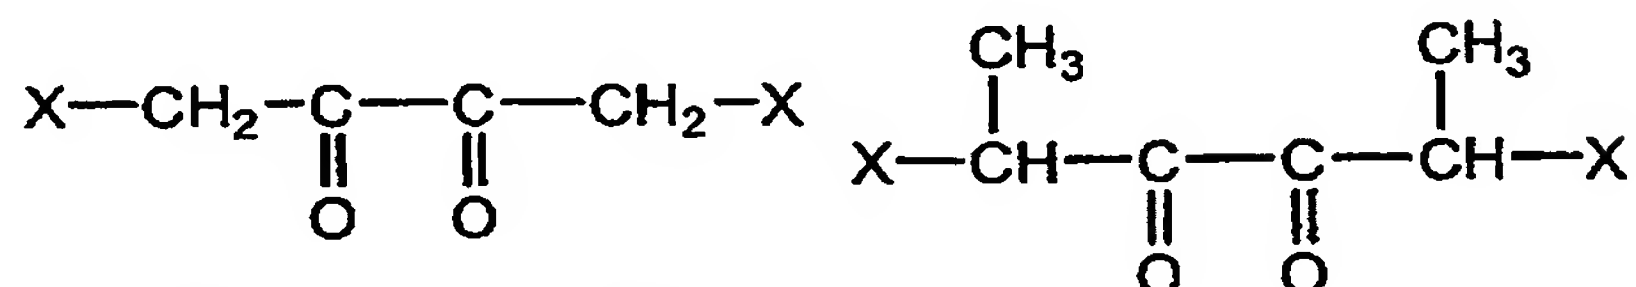 CH₃ CH₃
X—CH₂—C—C—CH₂—X
X—CH—C—C—CH—X
O O
O O